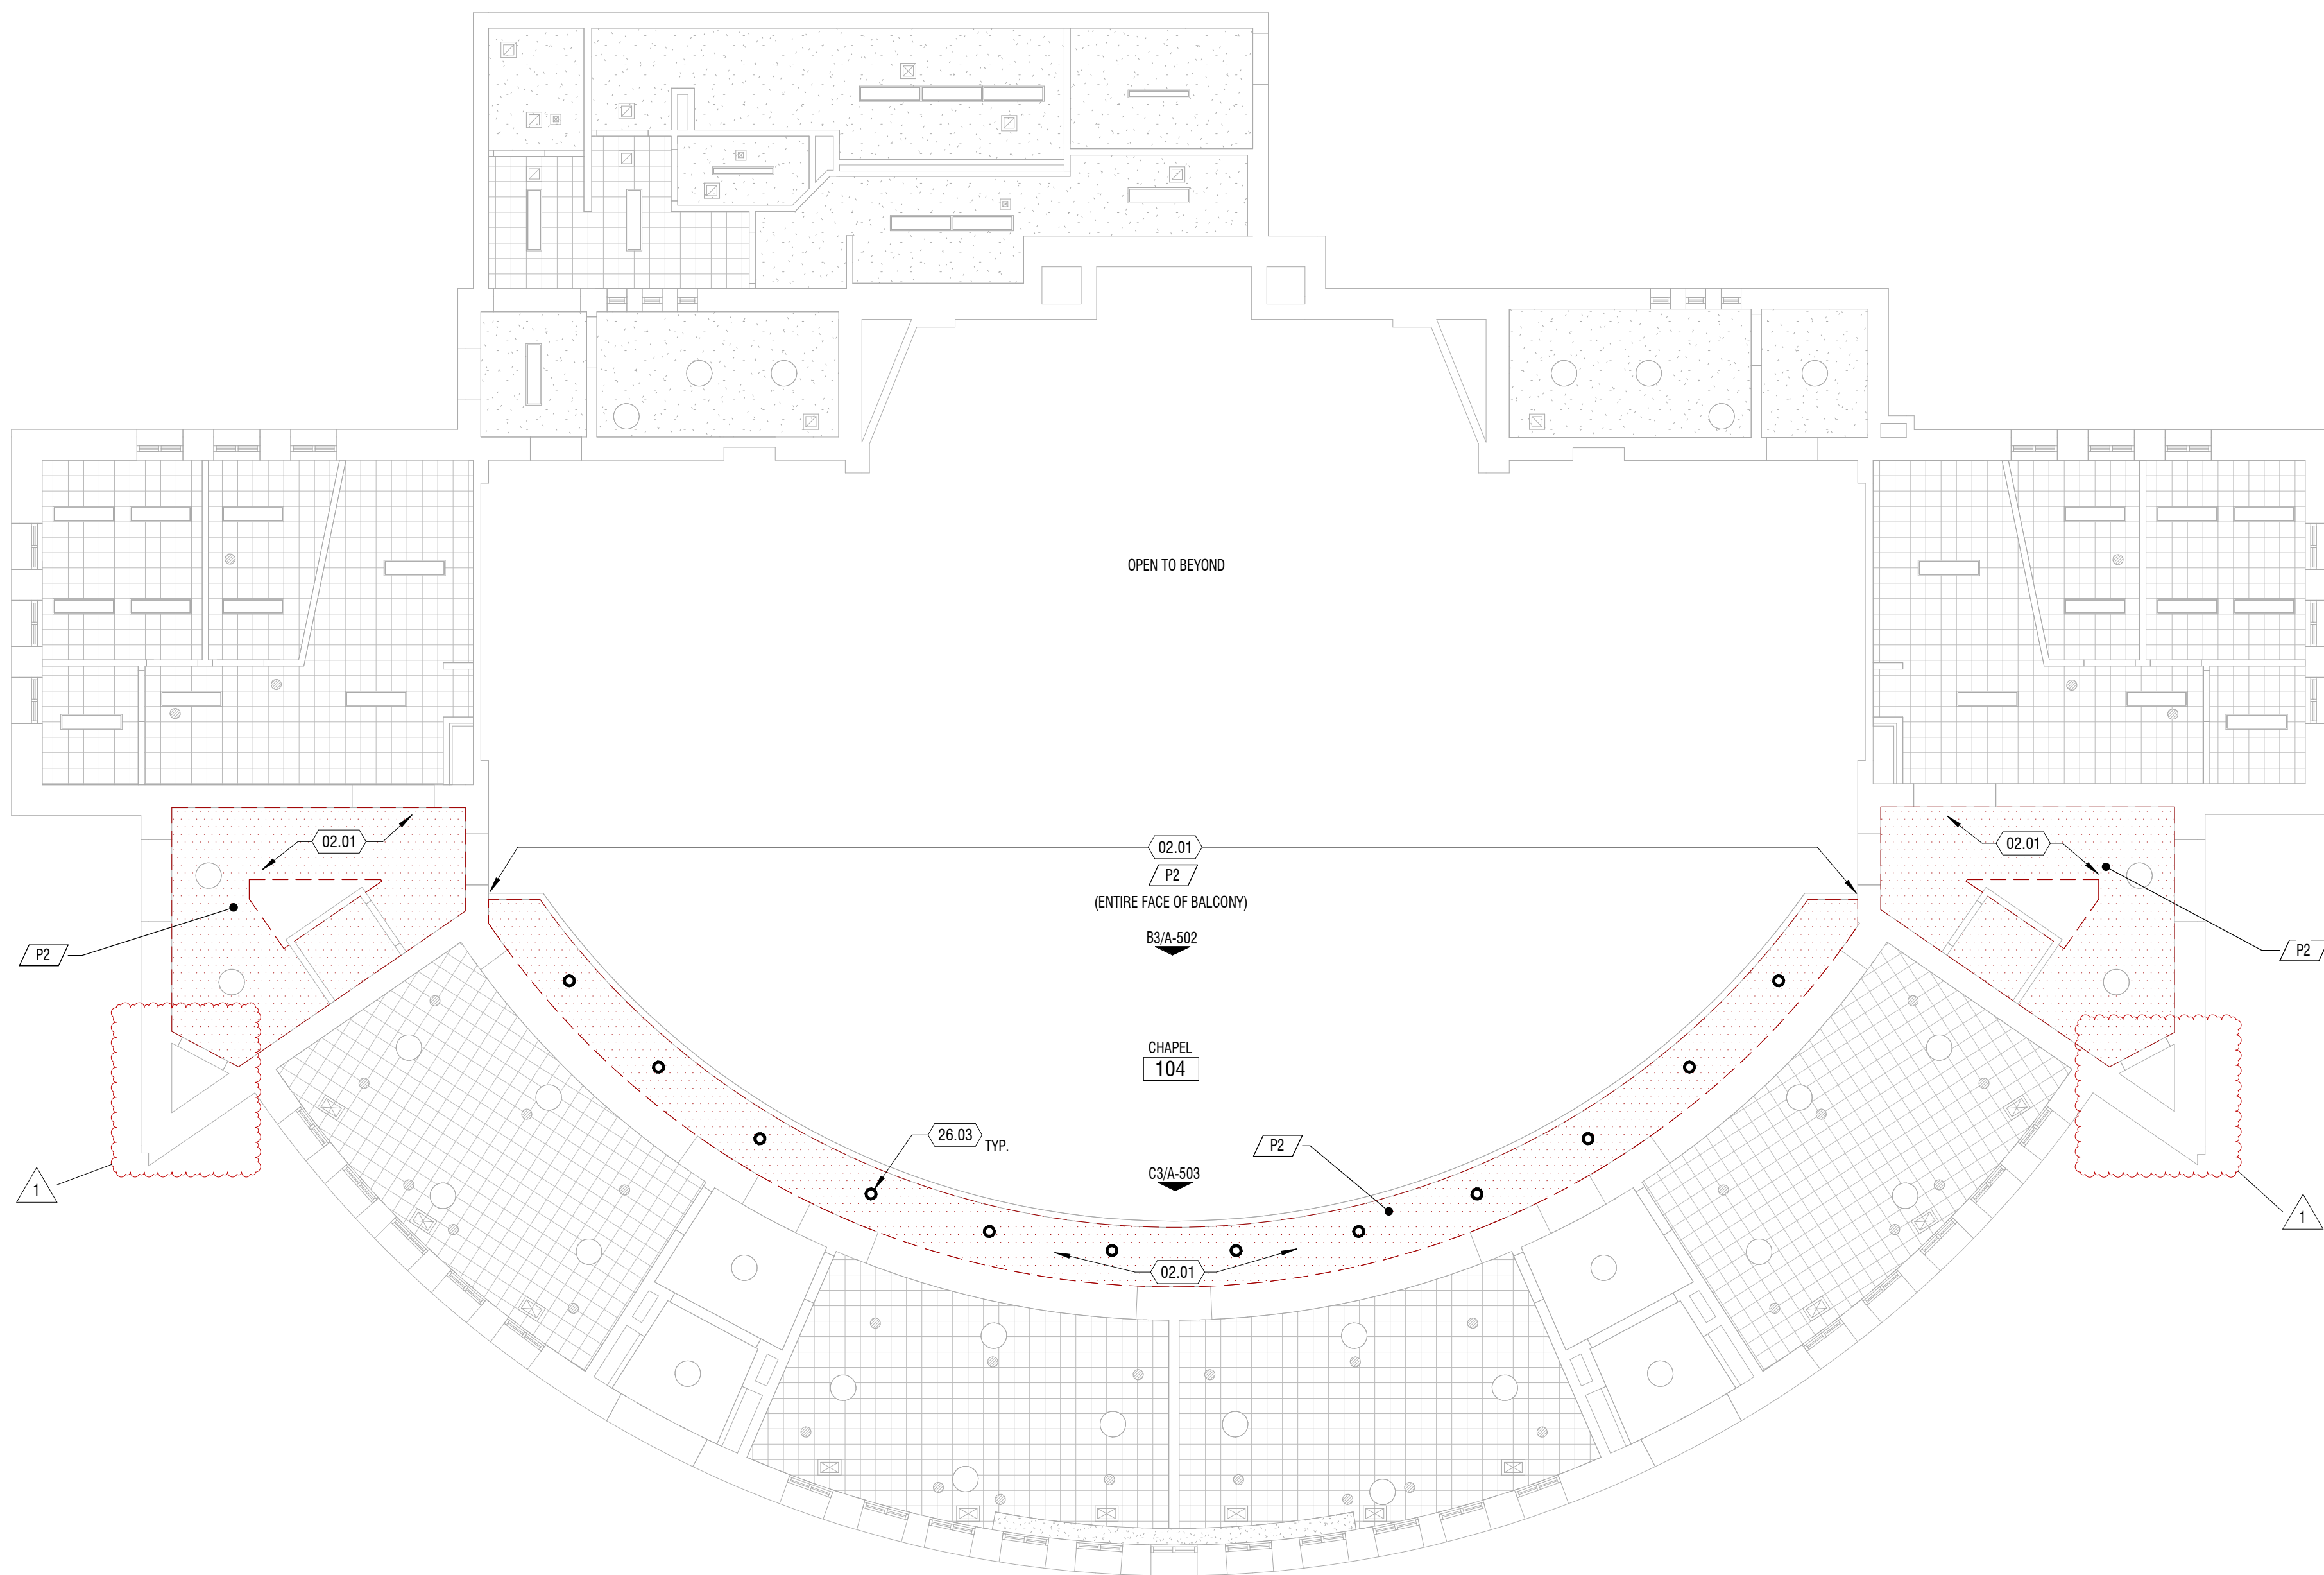 OPEN TO BEYOND
02.01
02.01
02.01
P2
(ENTIRE FACE OF BALCONY)
P2
B3/A-502
P2
CHAPEL
104
26.03
TYP.
P2
C3/A-503
1
1
02.01